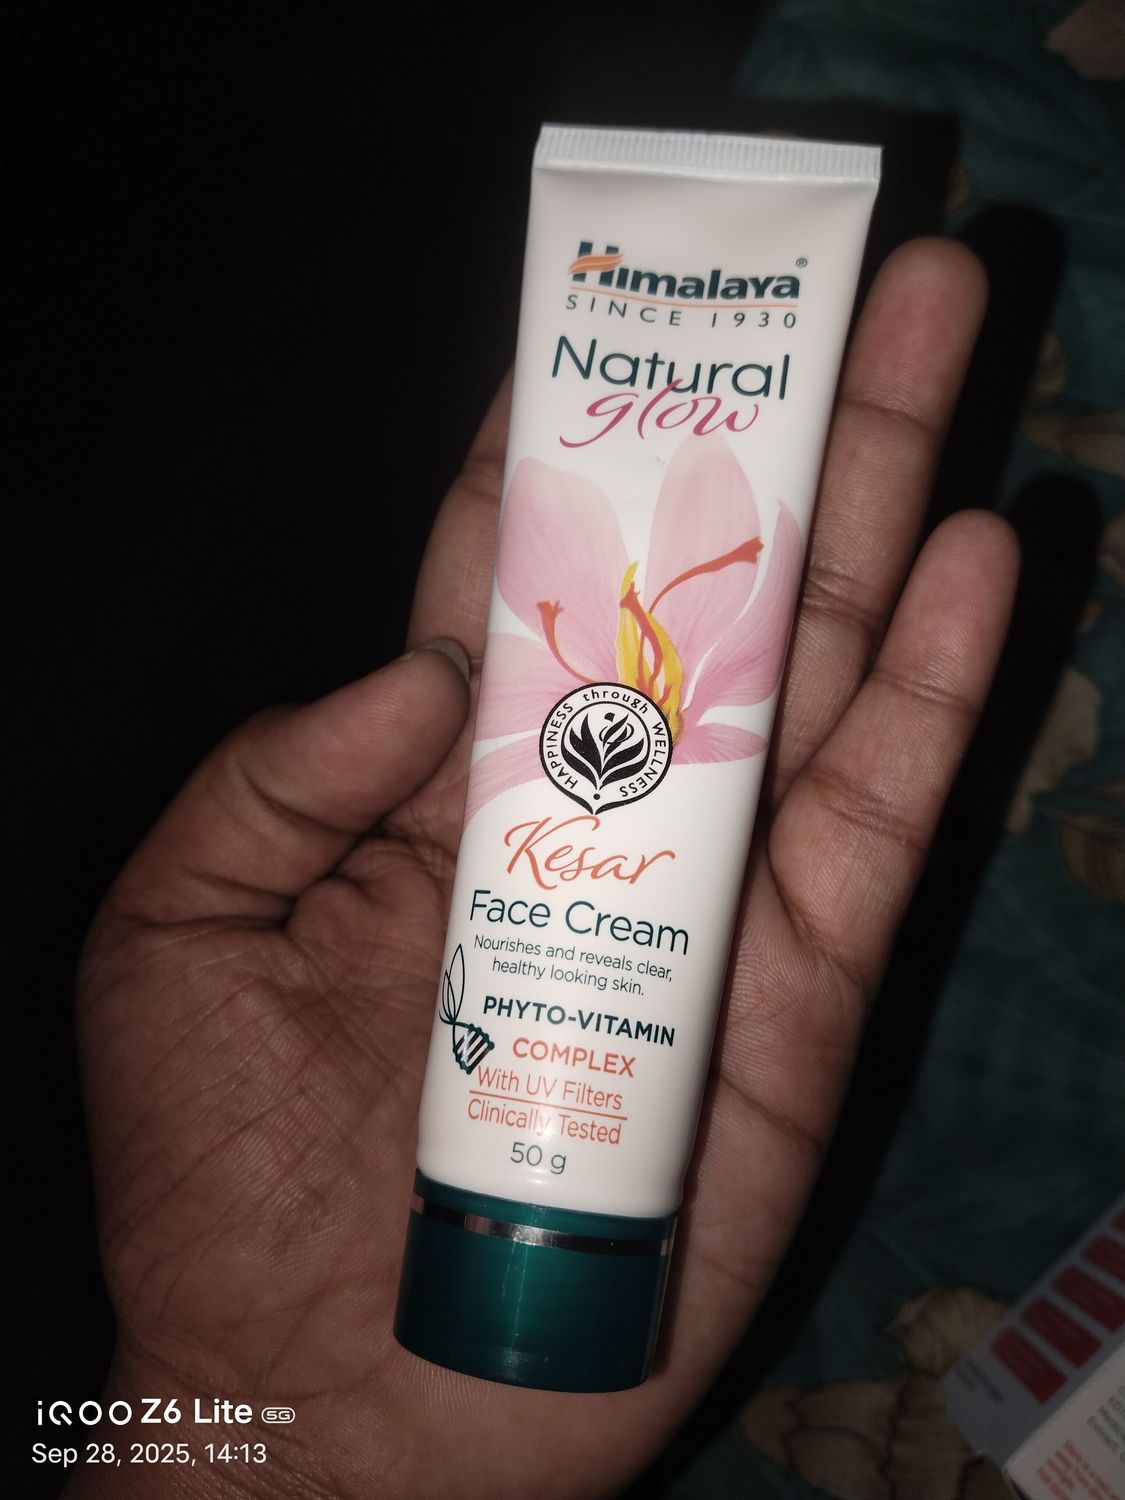 Himalaya®
SINCE 1930
Natural
glow
HAPPINESS through WELLNESS
Kesar
Face Cream
Nourishes and reveals clear,
healthy looking skin.
PHYTO-VITAMIN
COMPLEX
With UV Filters
Clinically Tested
50 g
iQOO Z6 Lite 5G
Sep 28, 2025, 14:13